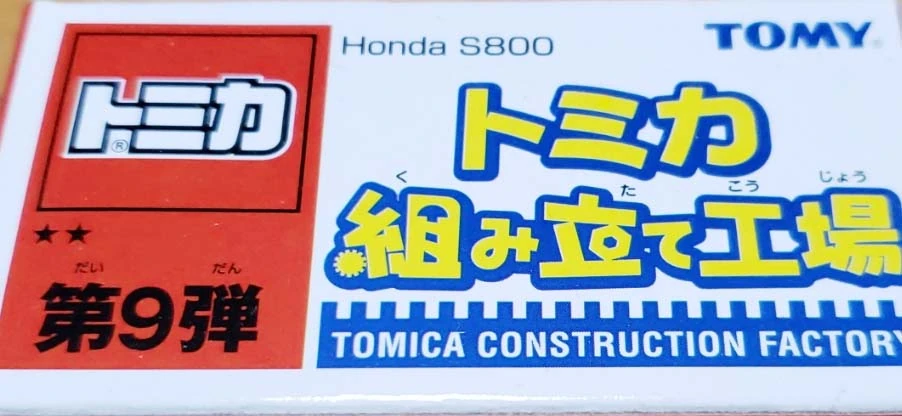 トミカ®
★★
だい だん
第9弾
Honda S800
TOMY®
トミカ
く た こう じょう
組み立て工場
TOMICA CONSTRUCTION FACTORY